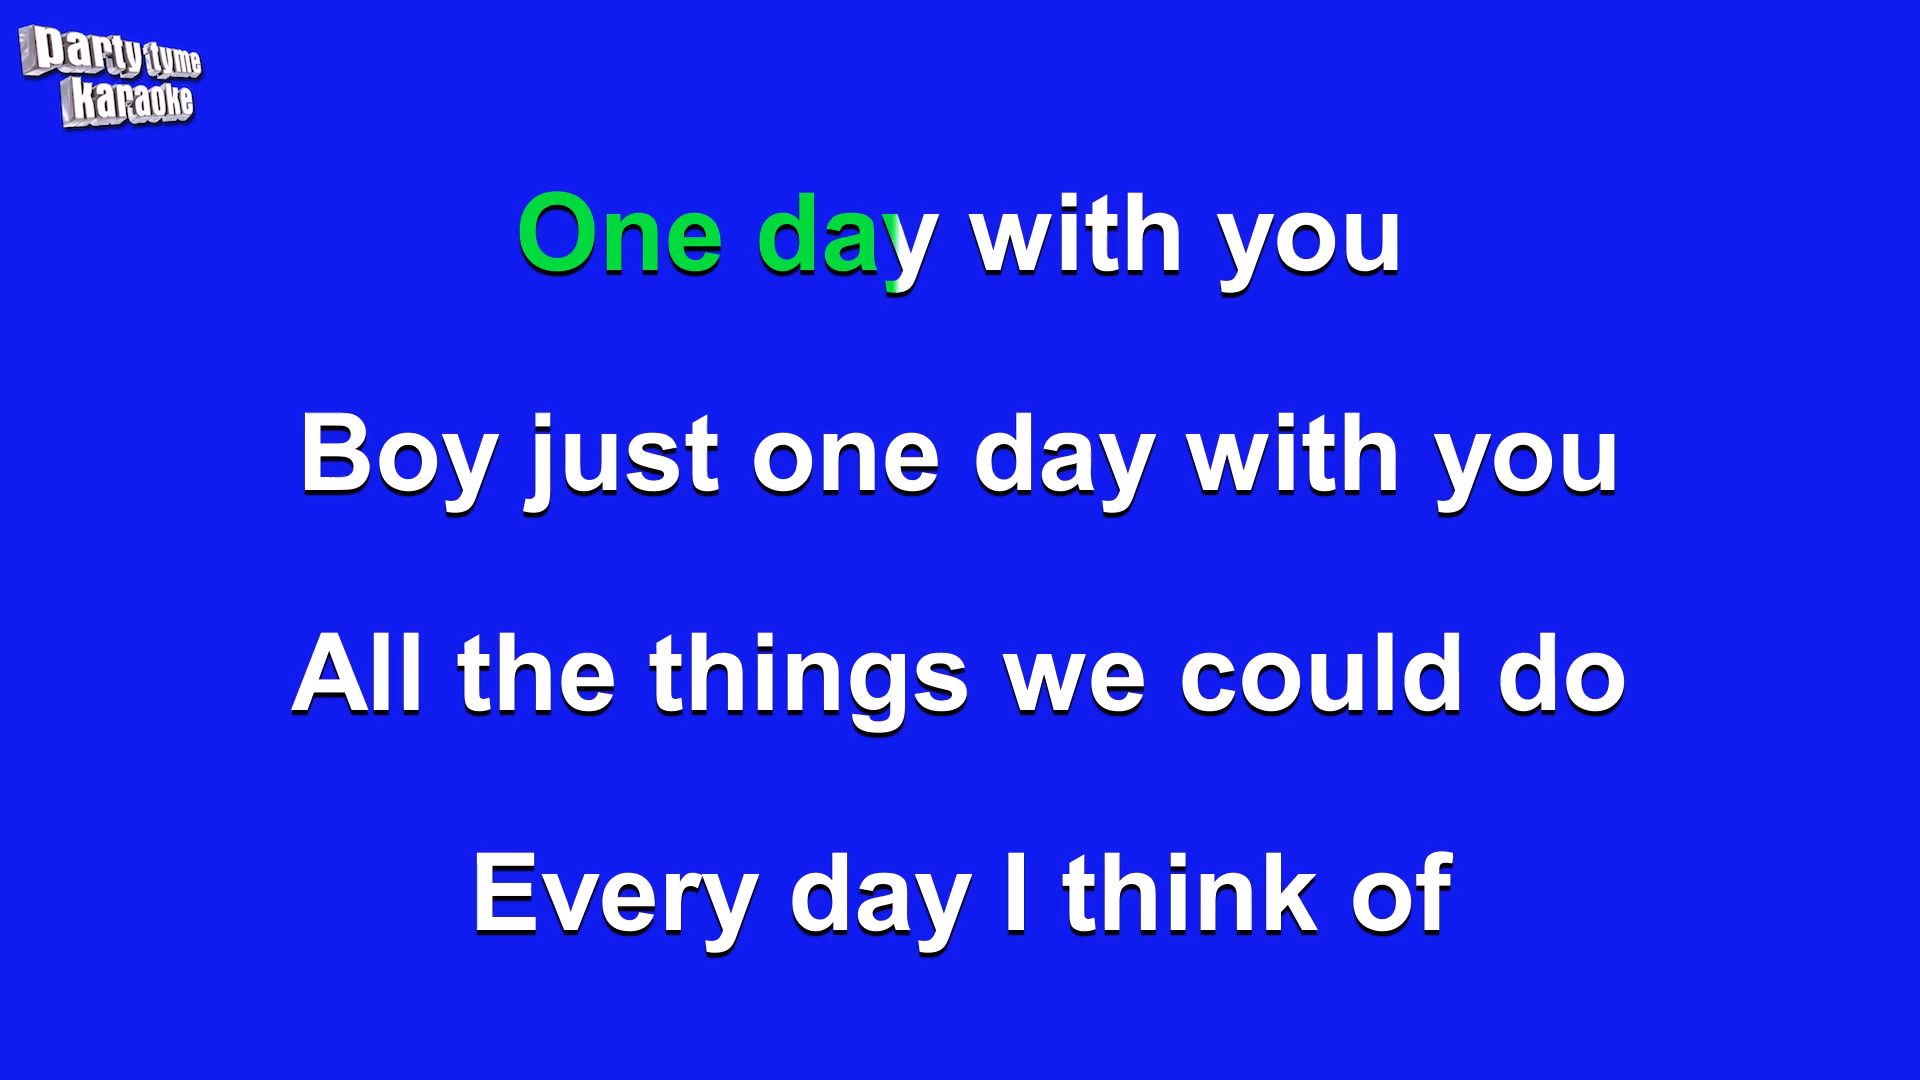 party tyme
karaoke
One day with you
Boy just one day with you
All the things we could do
Every day I think of